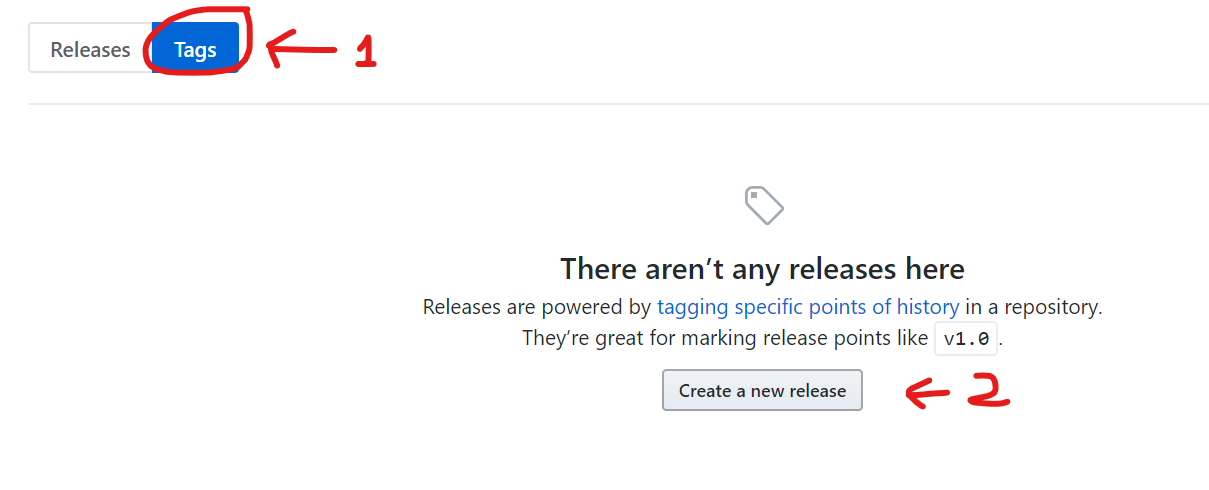 Releases Tags 1
There aren’t any releases here
Releases are powered by tagging specific points of history in a repository.
They’re great for marking release points like v1.0.
Create a new release 2